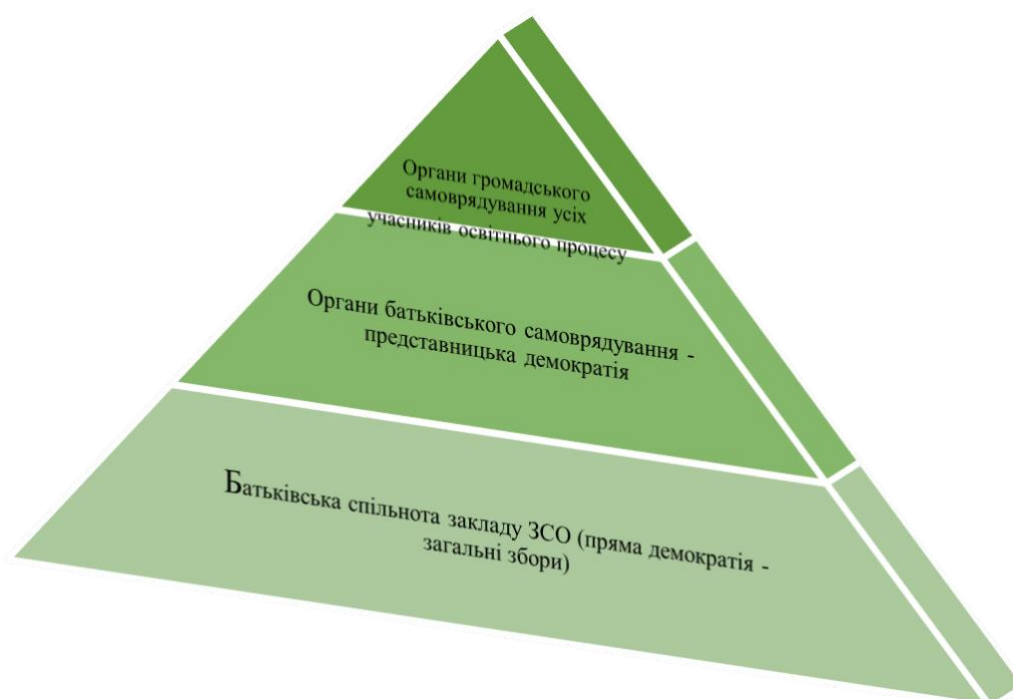 Органи громадського
самоврядування усіх
учасників освітнього процесу
Органи батьківського самоврядування -
представницька демократія
Батьківська спільнота закладу ЗСО (пряма демократія -
загальні збори)